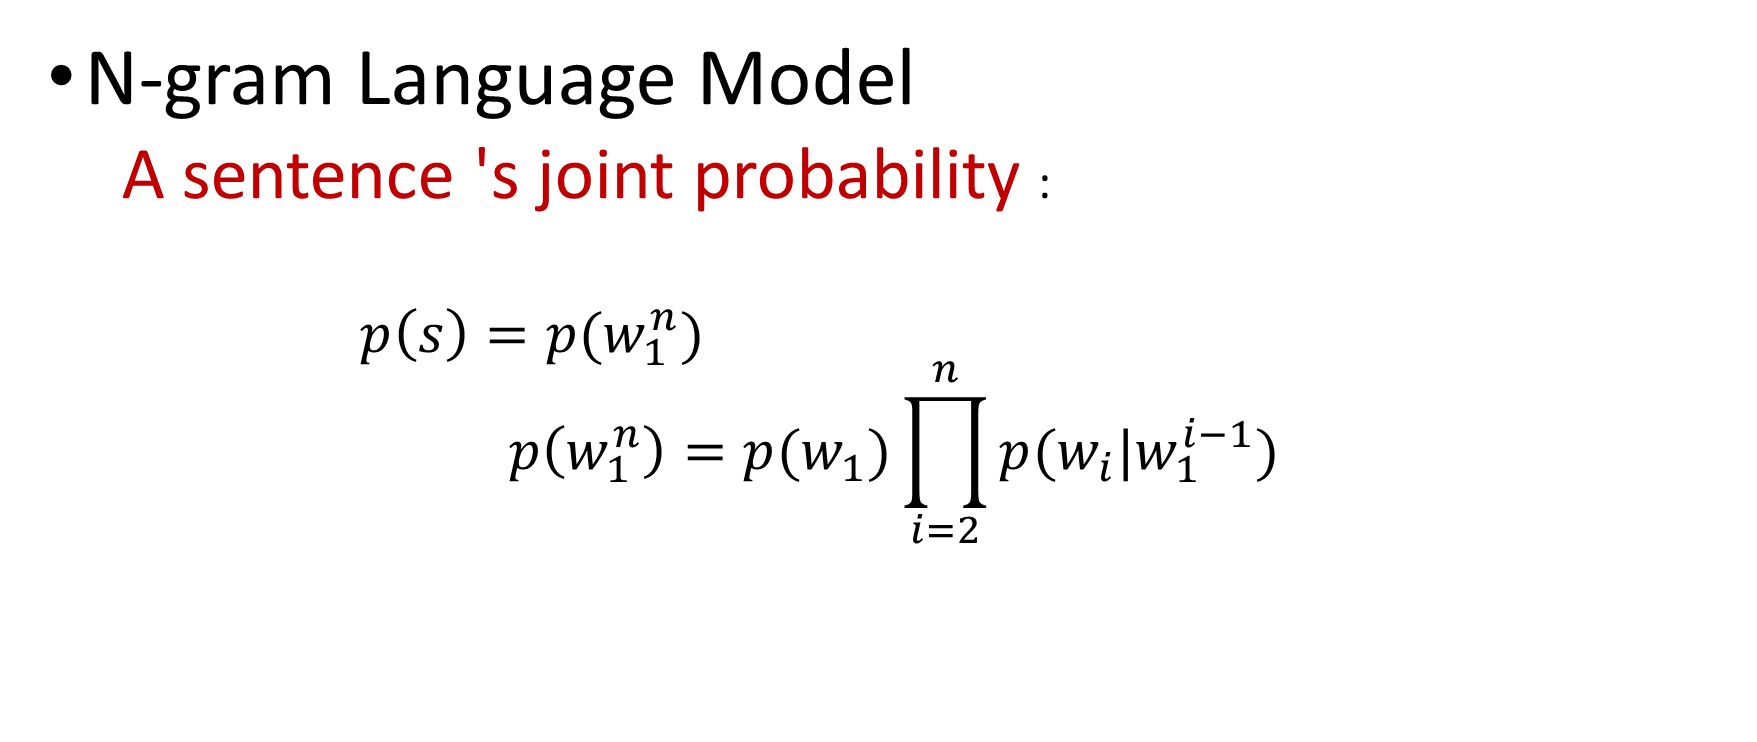 • N-gram Language Model
A sentence 's joint probability :
p(s) = p(w_1^n)
p(w_1^n) = p(w_1) ∏_{i=2}^{n} p(w_i|w_1^{i−1})